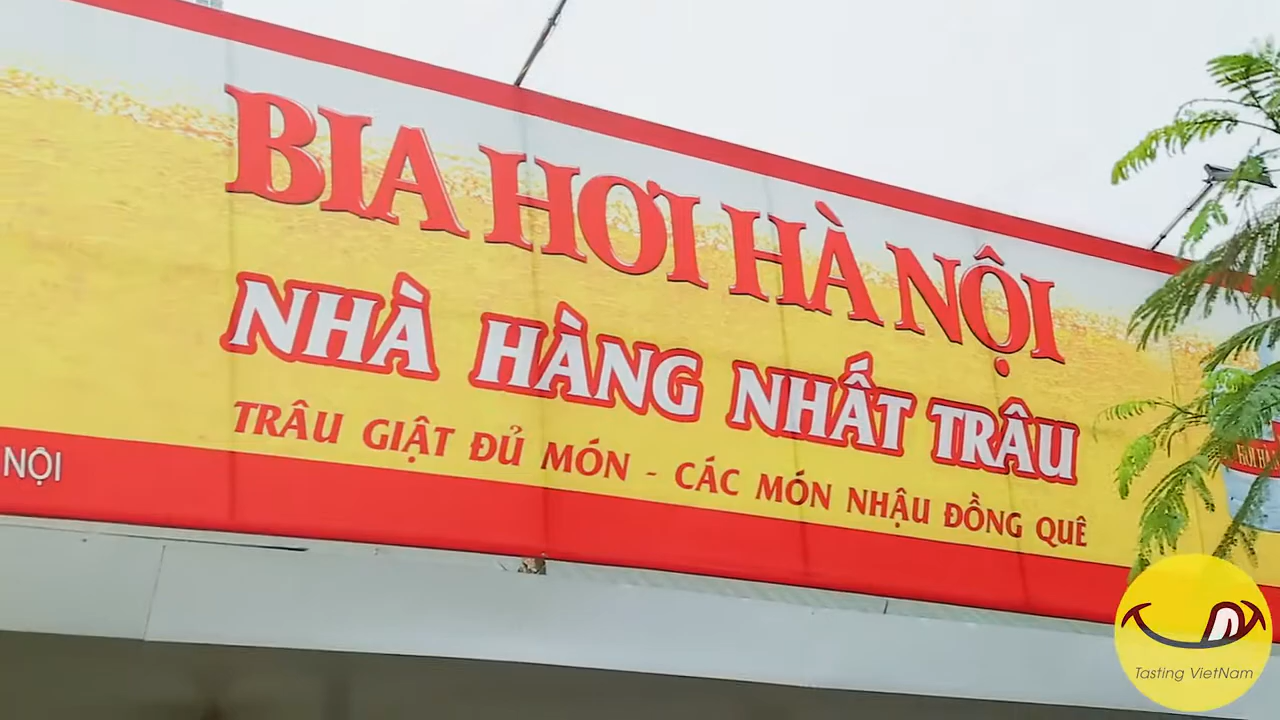 BIA HƠI HÀ NỘI
NHÀ HÀNG NHẤT TRÂU
TRÂU GIẬT ĐỦ MÓN - CÁC MÓN NHẬU ĐỒNG QUÊ
NỘI
Tasting VietNam